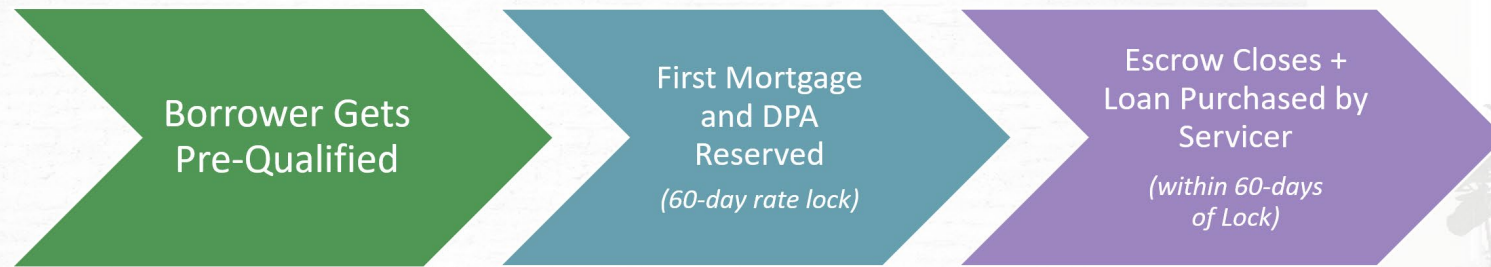 Borrower Gets
Pre-Qualified
First Mortgage
and DPA
Reserved
(60-day rate lock)
Escrow Closes +
Loan Purchased by
Servicer
(within 60-days
of Lock)